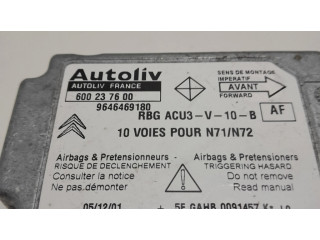 Autoliv
AUTOLIV FRANCE
600 23 76 00
9646469180
SENS DE MONTAGE
IMPERATIF
AVANT
FORWARD
RBG ACU3-V-10-B
AF
10 VOIES POUR N71/N72
Airbags & Pretensionneurs
RISQUE DE DECLENCHEMENT
Consulter la notice
Ne pas démonter
Airbags & Pretensioners
TRIGGERING HAZARD
Read manual
Do not disassemble
05/12/01